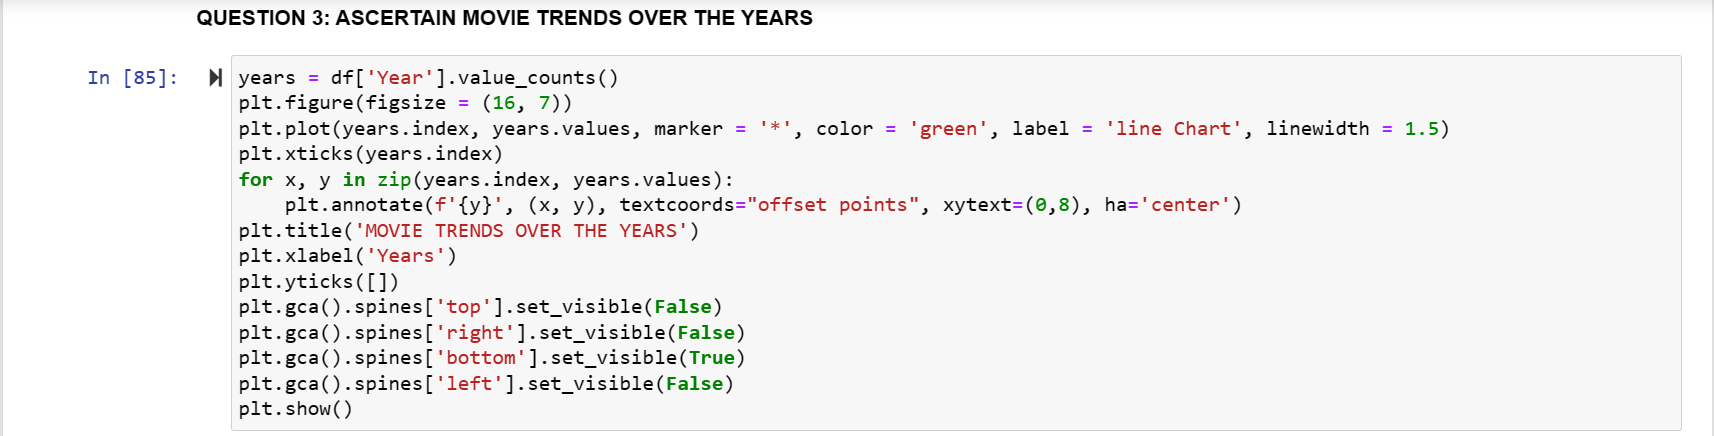 QUESTION 3: ASCERTAIN MOVIE TRENDS OVER THE YEARS
In [85]:
years = df['Year'].value_counts()
plt.figure(figsize = (16, 7))
plt.plot(years.index, years.values, marker = '*', color = 'green', label = 'line Chart', linewidth = 1.5)
plt.xticks(years.index)
for x, y in zip(years.index, years.values):
    plt.annotate(f'{y}', (x, y), textcoords="offset points", xytext=(0,8), ha='center')
plt.title('MOVIE TRENDS OVER THE YEARS')
plt.xlabel('Years')
plt.yticks([])
plt.gca().spines['top'].set_visible(False)
plt.gca().spines['right'].set_visible(False)
plt.gca().spines['bottom'].set_visible(True)
plt.gca().spines['left'].set_visible(False)
plt.show()